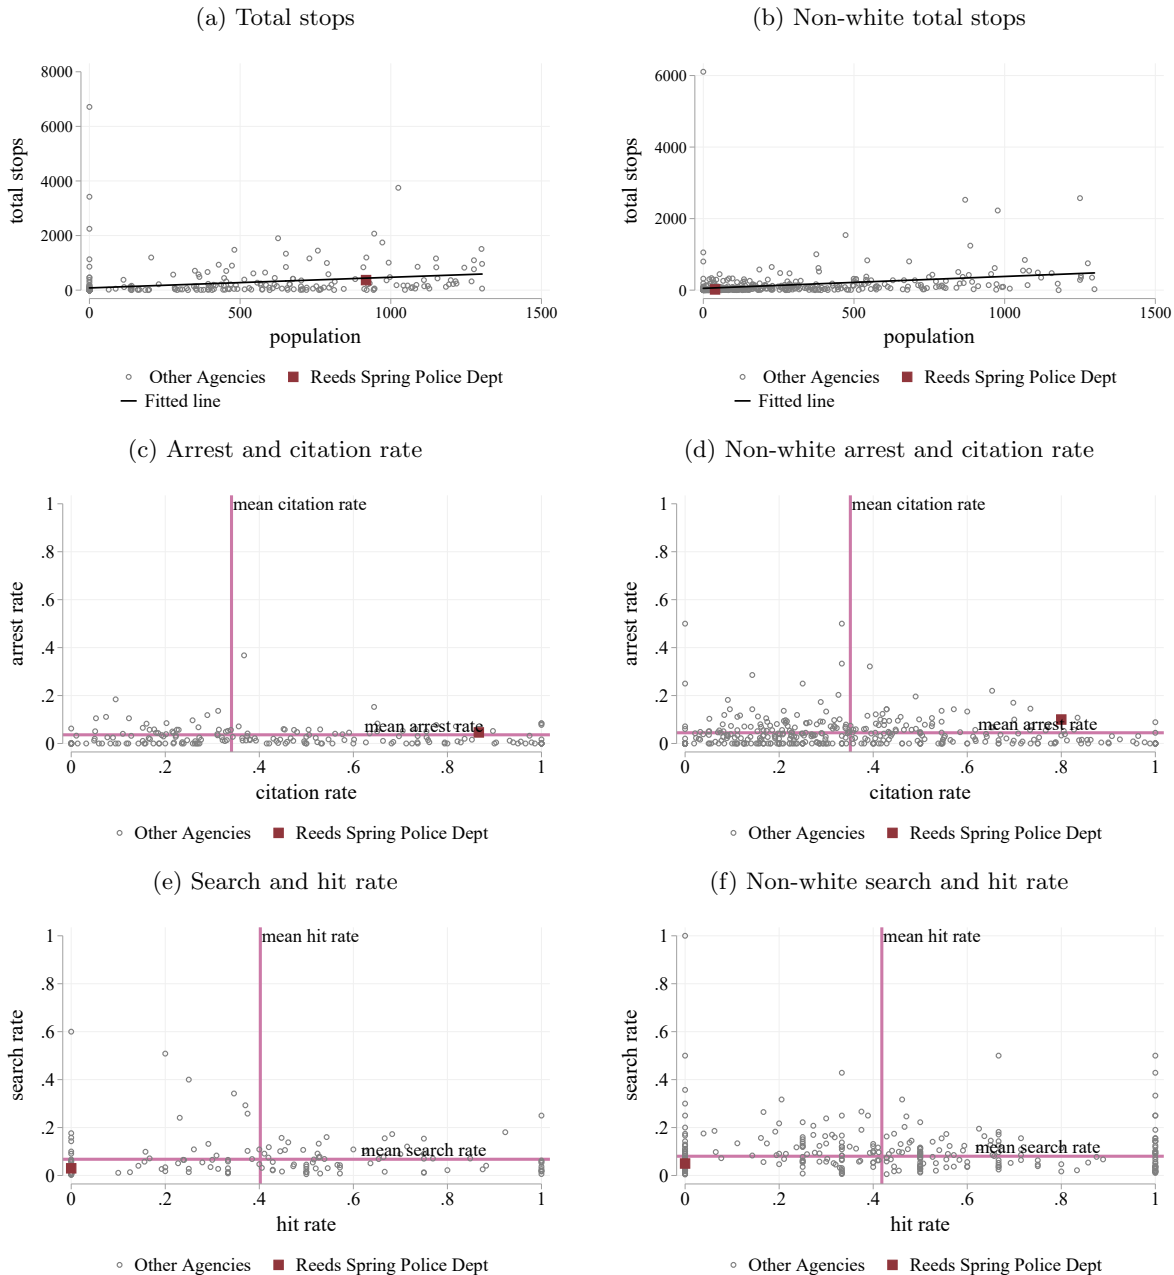 (a) Total stops
(b) Non-white total stops
8000
6000
4000
2000
0
total stops
0 500 1000 1500
population
Other Agencies Reeds Spring Police Dept
Fitted line
6000
4000
2000
0
total stops
0 500 1000 1500
population
Other Agencies Reeds Spring Police Dept
Fitted line
(c) Arrest and citation rate
(d) Non-white arrest and citation rate
1
.8
.6
.4
.2
0
arrest rate
mean citation rate
mean arrest rate
0 .2 .4 .6 .8 1
citation rate
Other Agencies Reeds Spring Police Dept
1
.8
.6
.4
.2
0
arrest rate
mean citation rate
mean arrest rate
0 .2 .4 .6 .8 1
citation rate
Other Agencies Reeds Spring Police Dept
(e) Search and hit rate
(f) Non-white search and hit rate
1
.8
.6
.4
.2
0
search rate
mean hit rate
mean search rate
0 .2 .4 .6 .8 1
hit rate
Other Agencies Reeds Spring Police Dept
1
.8
.6
.4
.2
0
search rate
mean hit rate
mean search rate
0 .2 .4 .6 .8 1
hit rate
Other Agencies Reeds Spring Police Dept